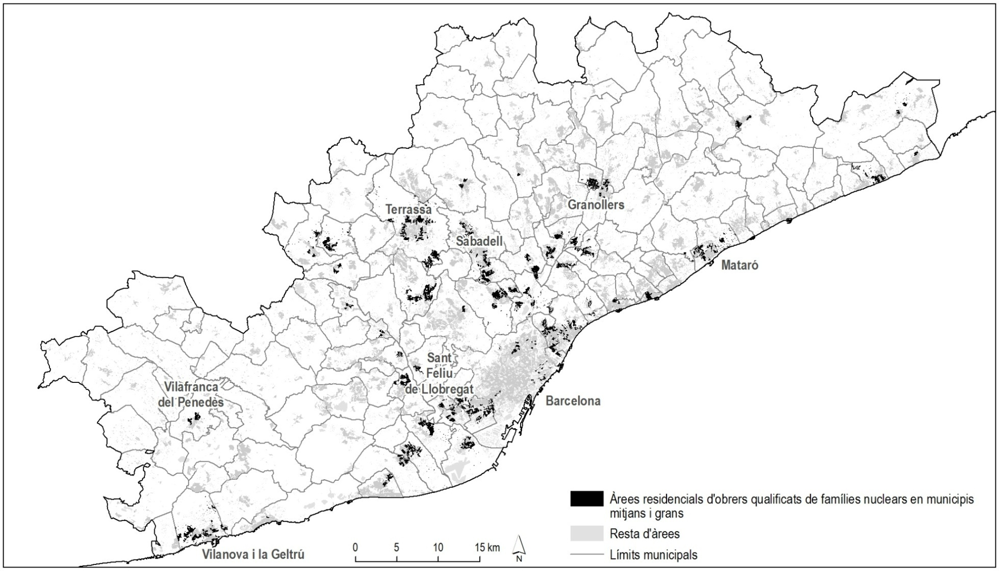 Terrassa
Granollers
Sabadell
Mataró
Sant
Feliu
de Llobregat
Vilafranca
del Penedès
Barcelona
Vilanova i la Geltrú
Àrees residencials d'obrers qualificats de famílies nuclears en municipis
mitjans i grans
Resta d'àrees
Límits municipals
0 5 10 15 km
N